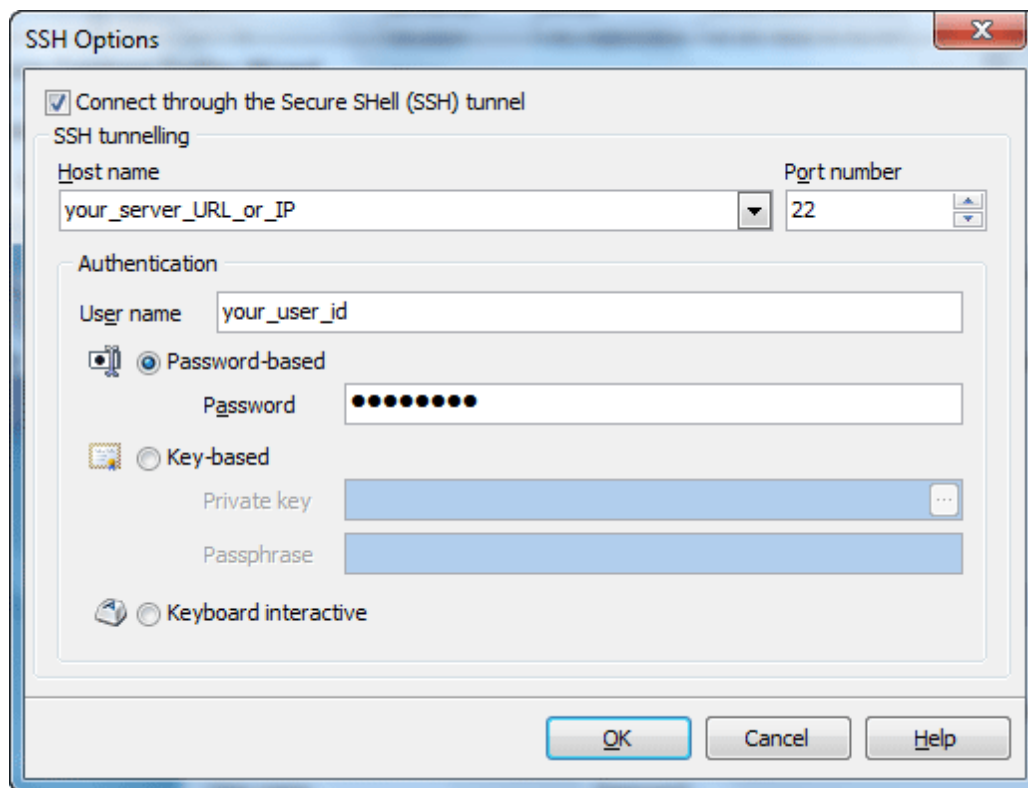 SSH Options
Connect through the Secure SHell (SSH) tunnel
SSH tunnelling
Host name Port number
your_server_URL_or_IP 22
Authentication
User name your_user_id
Password-based
Password ●●●●●●●●
Key-based
Private key ...
Passphrase
Keyboard interactive
OK Cancel Help